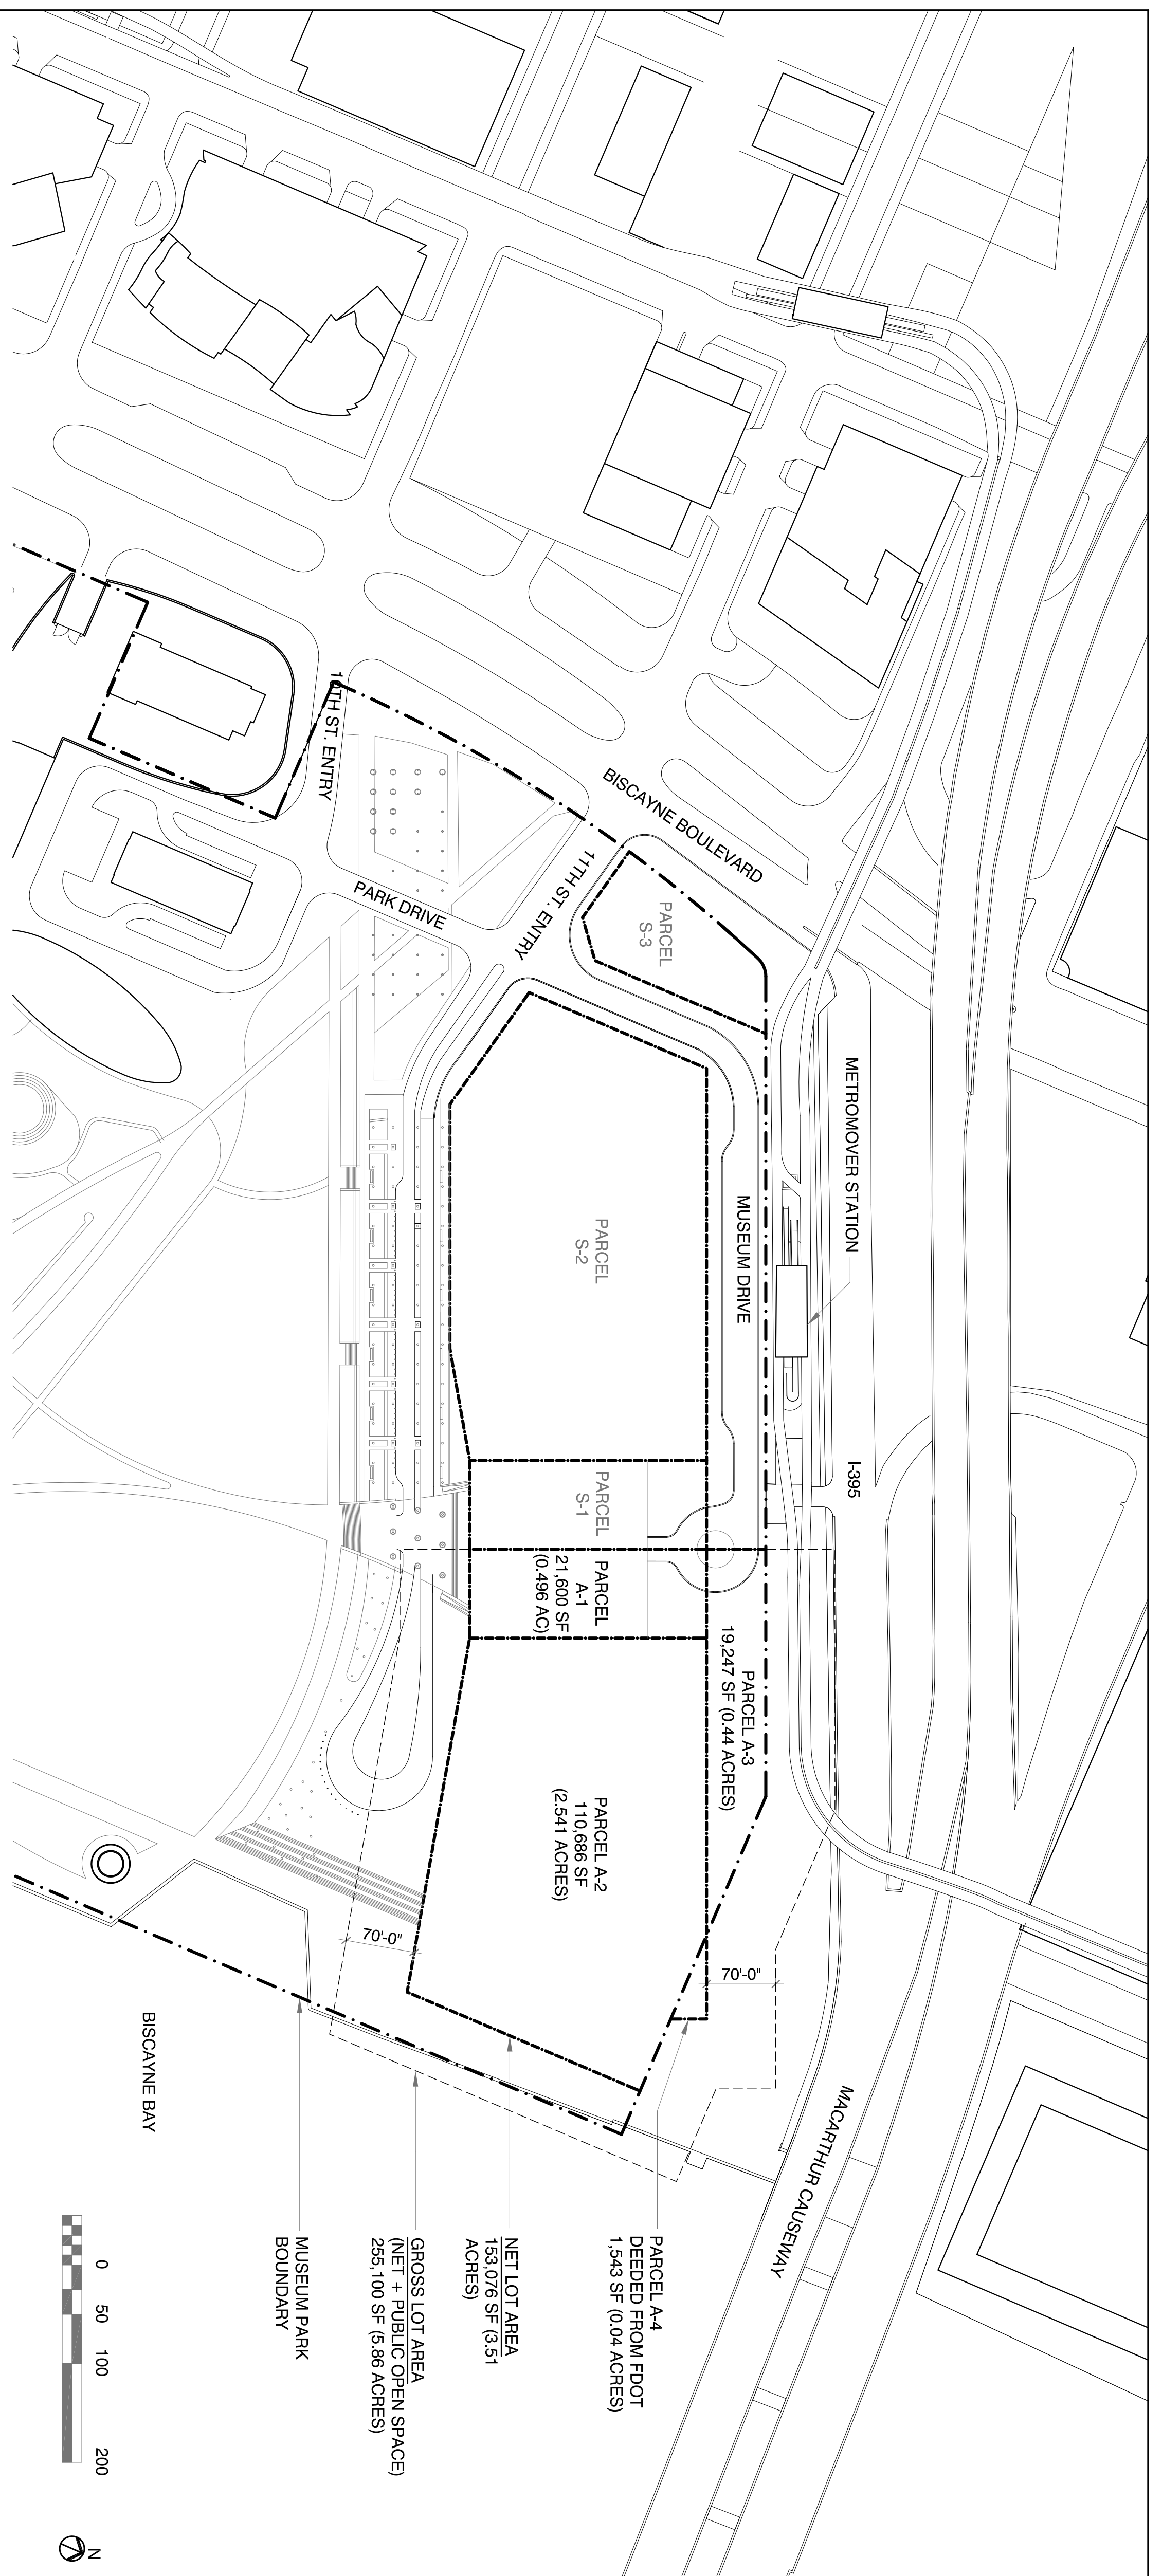 METROMOVER STATION
I-395
MACARTHUR CAUSEWAY
BISCAYNE BOULEVARD
MUSEUM DRIVE
PARCEL A-3
19,247 SF (0.44 ACRES)
70'-0"
PARCEL
S-3
PARCEL
S-2
PARCEL
S-1
PARCEL
A-1
21,600 SF
(0.496 AC)
PARCEL A-2
110,686 SF
(2.541 ACRES)
PARCEL A-4
DEEDED FROM FDOT
1,543 SF (0.04 ACRES)
11TH ST. ENTRY
NET LOT AREA
153,076 SF (3.51
ACRES)
PARK DRIVE
70'-0"
GROSS LOT AREA
(NET + PUBLIC OPEN SPACE)
255,100 SF (5.86 ACRES)
10TH ST. ENTRY
MUSEUM PARK
BOUNDARY
BISCAYNE BAY
0 50 100 200
N